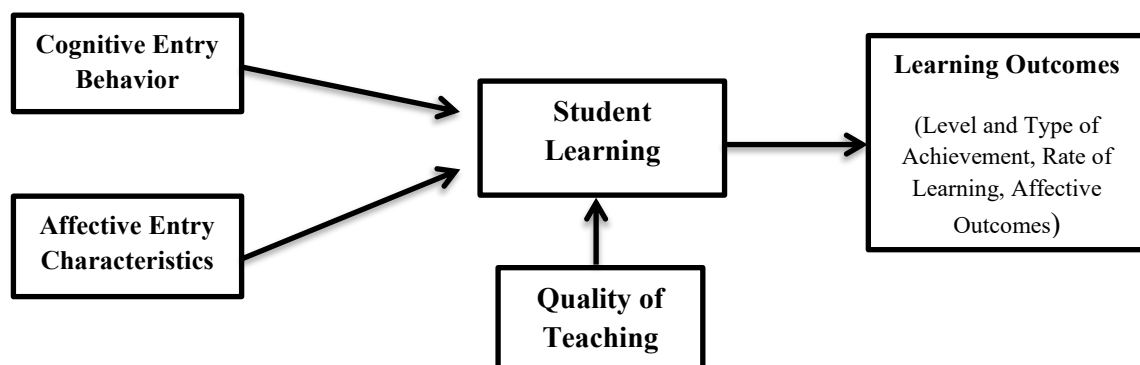 Cognitive Entry
Behavior
Affective Entry
Characteristics
Student
Learning
Quality of
Teaching
Learning Outcomes
(Level and Type of
Achievement, Rate of
Learning, Affective
Outcomes)